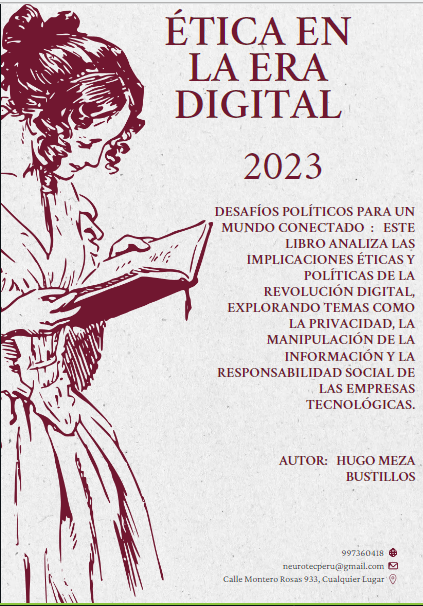 ÉTICA EN
LA ERA
DIGITAL
2023
DESAFÍOS POLÍTICOS PARA UN
MUNDO CONECTADO : ESTE
LIBRO ANALIZA LAS
IMPLICACIONES ÉTICAS Y
POLÍTICAS DE LA
REVOLUCIÓN DIGITAL,
EXPLORANDO TEMAS COMO
LA PRIVACIDAD, LA
MANIPULACIÓN DE LA
INFORMACIÓN Y LA
RESPONSABILIDAD SOCIAL DE
LAS EMPRESAS
TECNOLÓGICAS.
AUTOR: HUGO MEZA
BUSTILLOS
997360418
neurotecperu@gmail.com
Calle Montero Rosas 933, Cualquier Lugar